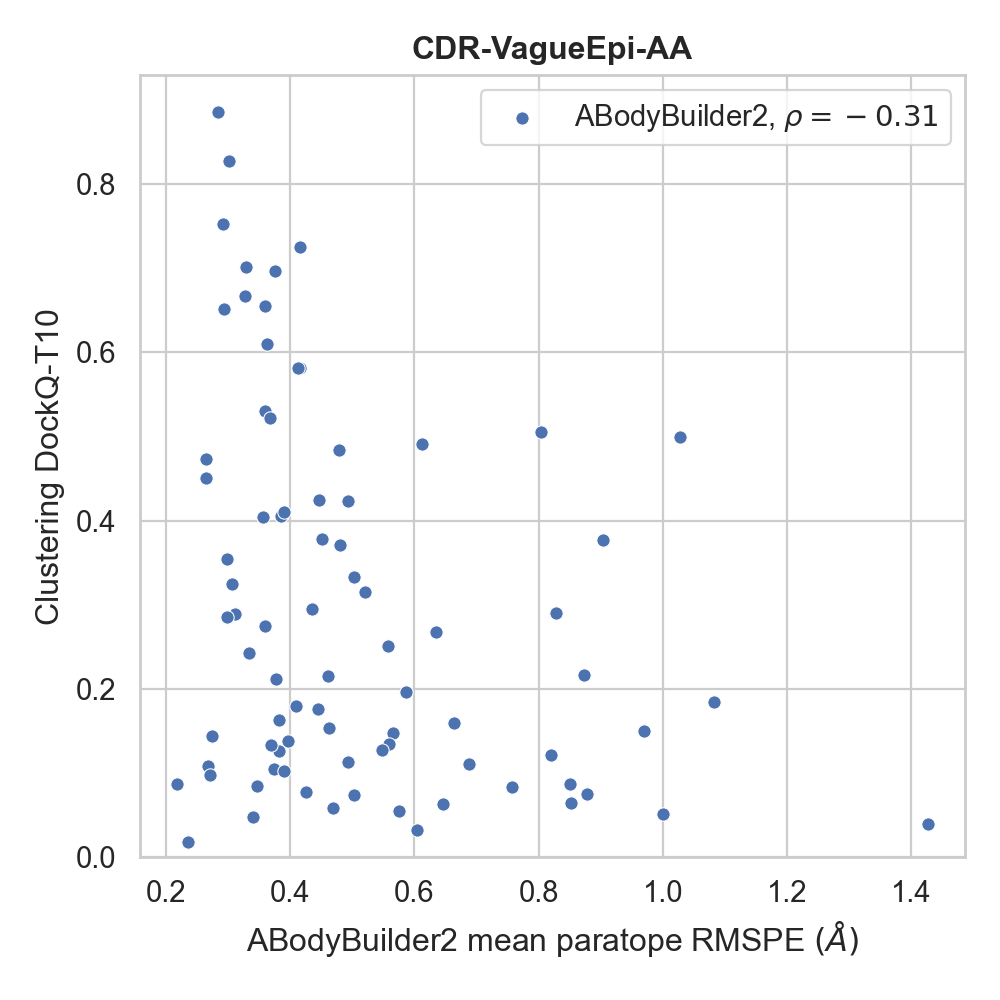 CDR-VagueEpi-AA
ABodyBuilder2, ρ = − 0.31
Clustering DockQ-T10
0.8
0.6
0.4
0.2
0.0
0.2 0.4 0.6 0.8 1.0 1.2 1.4
ABodyBuilder2 mean paratope RMSPE (Å)